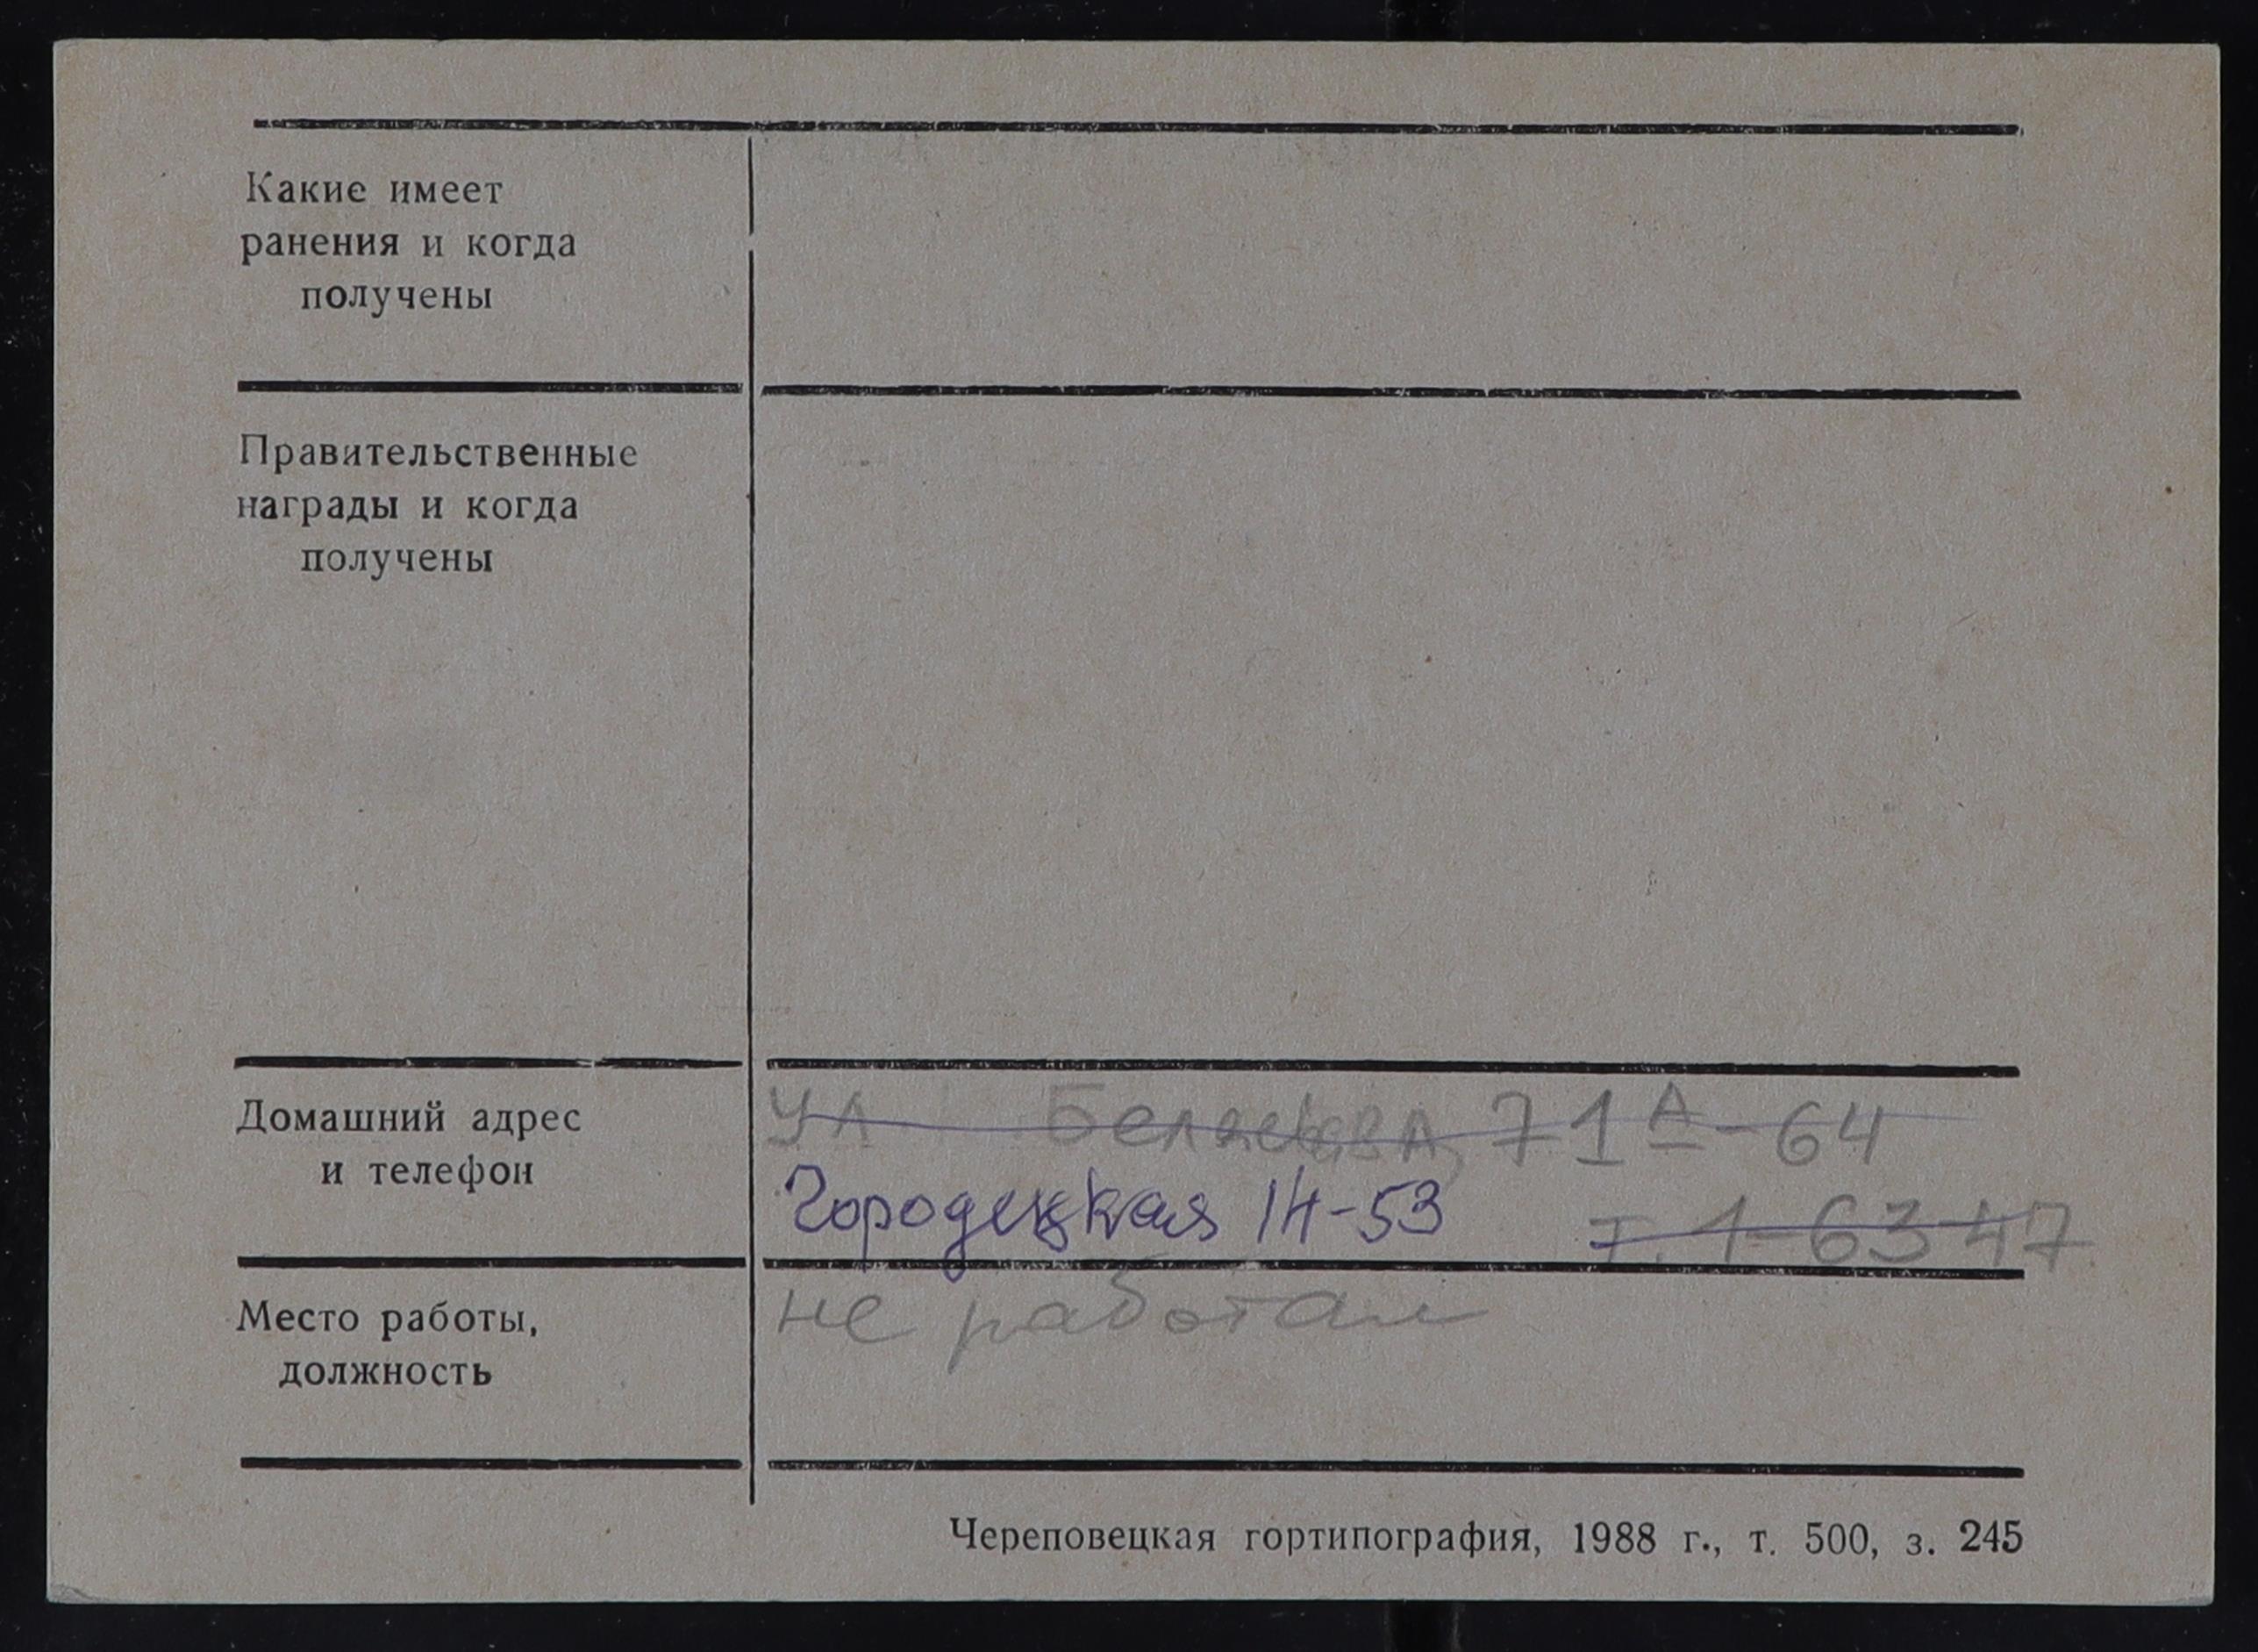 Какие имеет
ранения и когда
получены
Правительственные
награды и когда
получены
Домашний адрес
и телефон
ул Беляева, 71А-64
Городецкая 14-53 т. 1-63-47
Место работы,
должность
не работал
Череповецкая гортипография, 1988 г., т. 500, з. 245